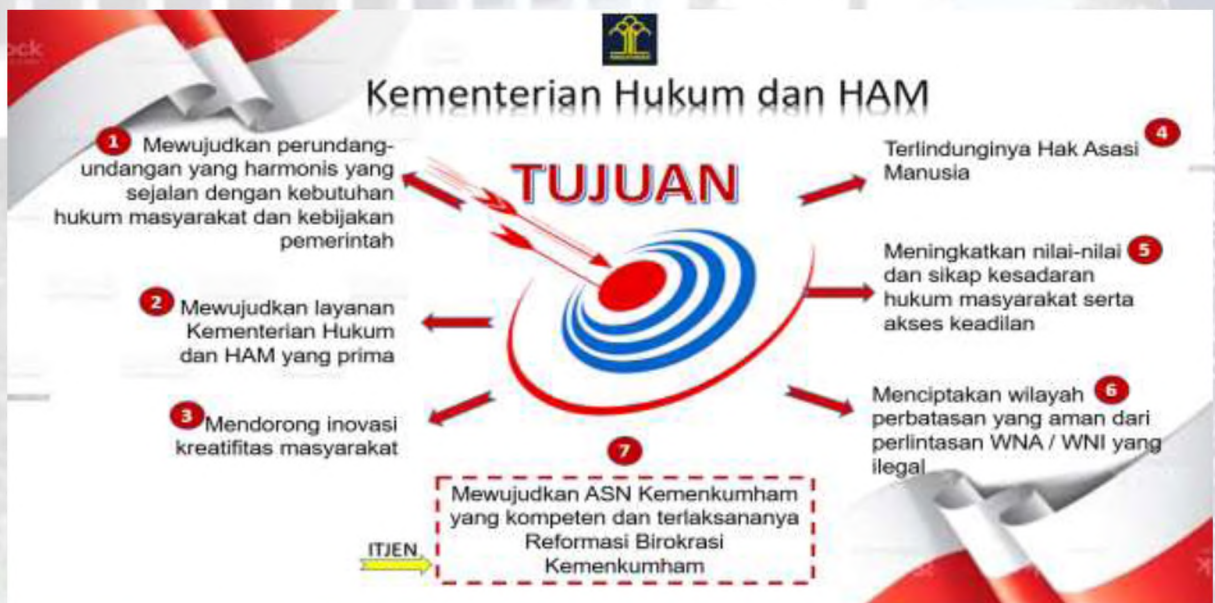 Kementerian Hukum dan HAM
TUJUAN
1 Mewujudkan perundang-
undangan yang harmonis yang
sejalan dengan kebutuhan
hukum masyarakat dan kebijakan
pemerintah
2 Mewujudkan layanan
Kementerian Hukum
dan HAM yang prima
3 Mendorong inovasi
kreatifitas masyarakat
4
Terlindunginya Hak Asasi
Manusia
Meningkatkan nilai-nilai 5
dan sikap kesadaran
hukum masyarakat serta
akses keadilan
Menciptakan wilayah 6
perbatasan yang aman dari
perlintasan WNA / WNI yang
ilegal
7
Mewujudkan ASN Kemenkumham
yang kompeten dan terlaksananya
Reformasi Birokrasi
Kemenkumham
ITJEN